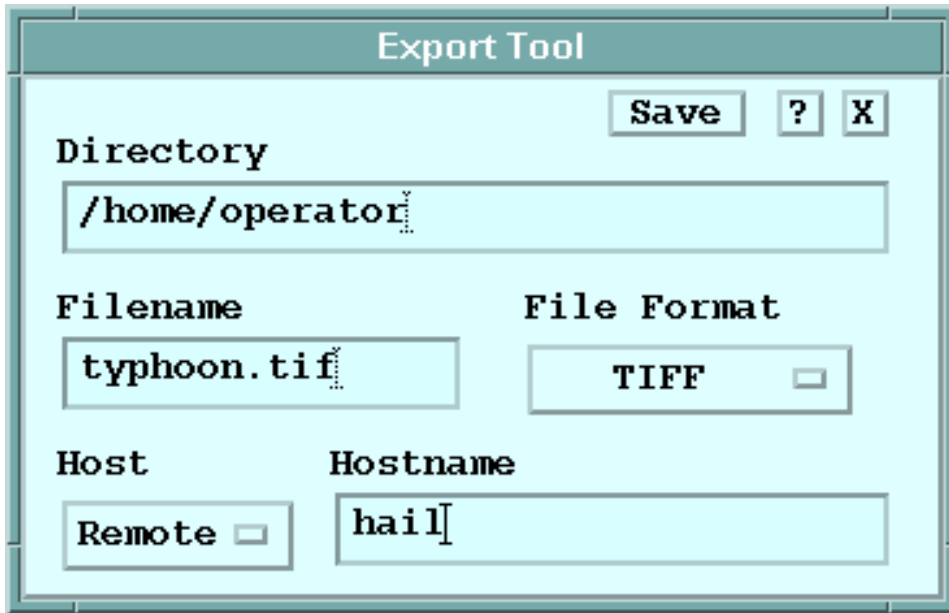 Export Tool
Save ? X
Directory
/home/operator
Filename File Format
typhoon.tif TIFF
Host Hostname
Remote hail